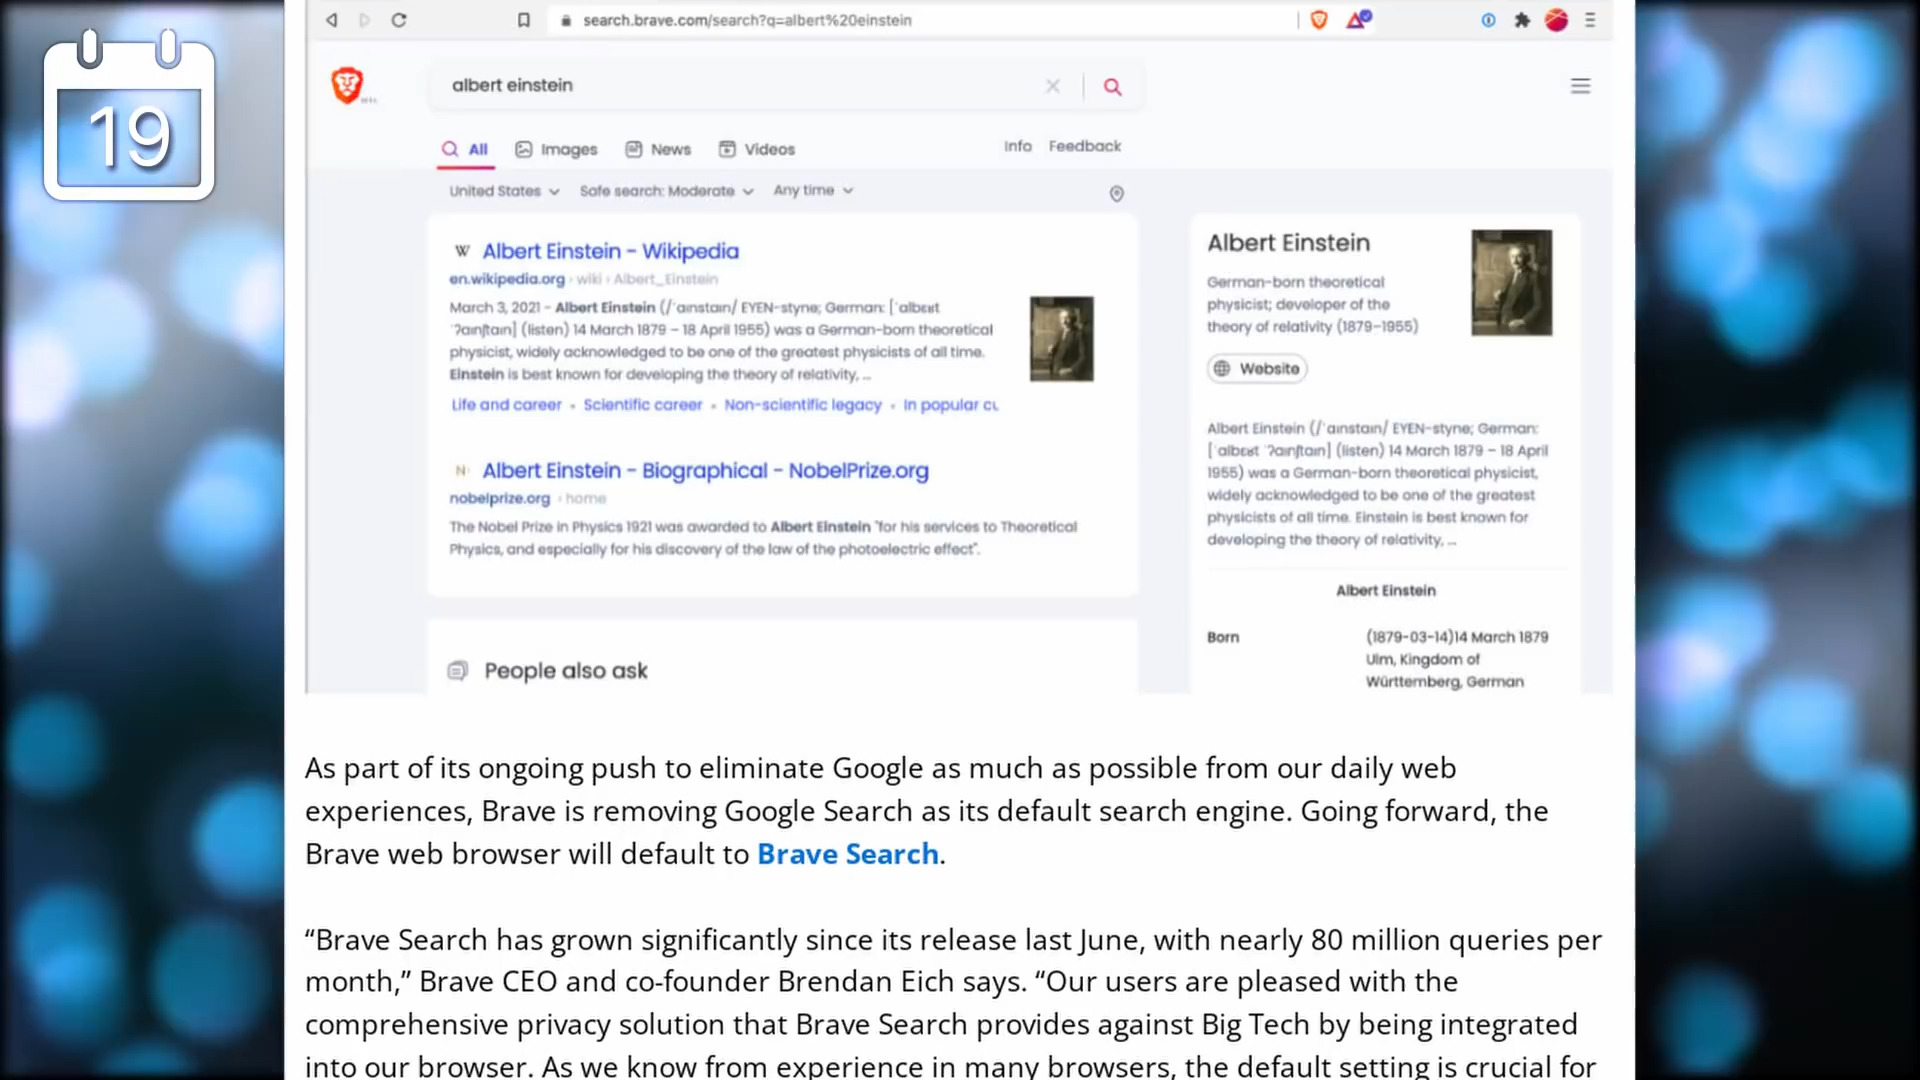 19
search.brave.com/search?q=albert%20einstein
albert einstein
All Images News Videos Info Feedback
United States Safe search: Moderate Any time
W Albert Einstein – Wikipedia
en.wikipedia.org › wiki › Albert_Einstein
March 3, 2021 – Albert Einstein (/ˈaɪnstaɪn/ EYEN-styne; German: [ˈalbɛʁt
ˈʔaɪnʃtaɪn] (listen) 14 March 1879 – 18 April 1955) was a German-born theoretical
physicist, widely acknowledged to be one of the greatest physicists of all time.
Einstein is best known for developing the theory of relativity, ...
Life and career • Scientific career • Non-scientific legacy • In popular cu
N Albert Einstein – Biographical – NobelPrize.org
nobelprize.org › home
The Nobel Prize in Physics 1921 was awarded to Albert Einstein "for his services to Theoretical
Physics, and especially for his discovery of the law of the photoelectric effect".
People also ask
Albert Einstein
German-born theoretical
physicist; developer of the
theory of relativity (1879–1955)
Website
Albert Einstein (/ˈaɪnstaɪn/ EYEN-styne; German:
[ˈalbɛʁt ˈʔaɪnʃtaɪn] (listen) 14 March 1879 – 18 April
1955) was a German-born theoretical physicist,
widely acknowledged to be one of the greatest
physicists of all time. Einstein is best known for
developing the theory of relativity, ...
Albert Einstein
Born (1879-03-14)14 March 1879
Ulm, Kingdom of
Württemberg, German
As part of its ongoing push to eliminate Google as much as possible from our daily web
experiences, Brave is removing Google Search as its default search engine. Going forward, the
Brave web browser will default to Brave Search.
“Brave Search has grown significantly since its release last June, with nearly 80 million queries per
month,” Brave CEO and co-founder Brendan Eich says. “Our users are pleased with the
comprehensive privacy solution that Brave Search provides against Big Tech by being integrated
into our browser. As we know from experience in many browsers, the default setting is crucial for